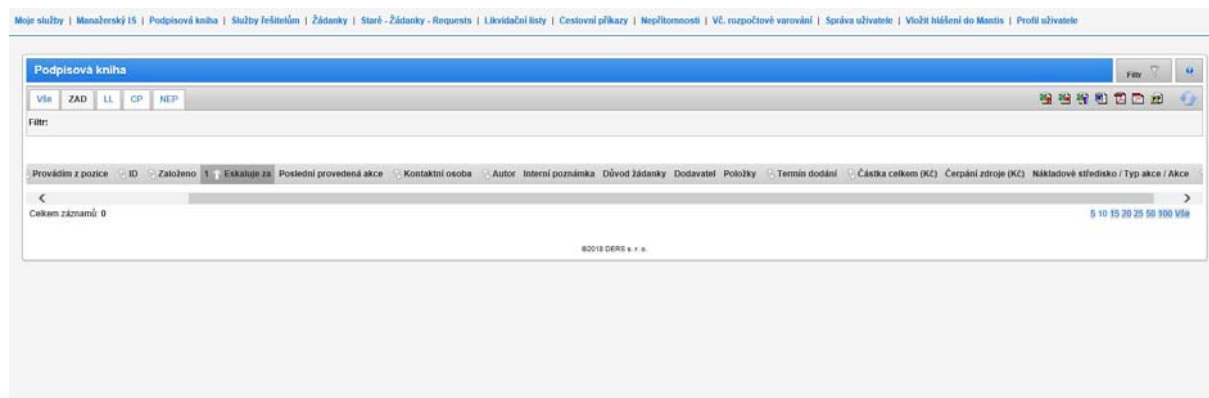 Moje služby | Manažerský IS | Podpisová kniha | Služby řešitelům | Žádanky | Staré - Žádanky - Requests | Likvidační listy | Cestovní příkazy | Nepřítomnosti | Vč. rozpočtové varování | Správa uživatele | Vložit hlášení do Mantis | Profil uživatele
Podpisová kniha Filtr
Vše ZAD LL CP NEP
Filtr:
Provádím z pozice ID Založeno 1 Eskaluje za Poslední provedená akce Kontaktní osoba Autor Interní poznámka Důvod žádanky Dodavatel Položky Termín dodání Částka celkem (Kč) Čerpání zdroje (Kč) Nákladové středisko / Typ akce / Akce
Celkem záznamů: 0 5 10 15 20 25 50 100 Vše
©2018 DERS s. r. o.